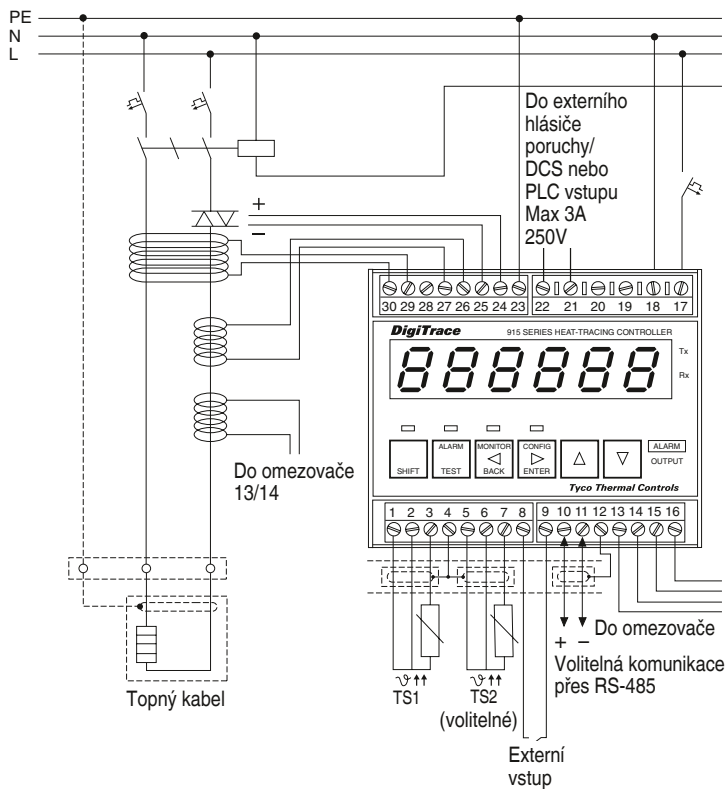 PE
N
L
Do externího
hlásiče
poruchy/
DCS nebo
PLC vstupu
Max 3A
250V
+
−
30 29 28 27 26 25 24 23 22 21 20 19 18 17
DigiTrace 915 SERIES HEAT-TRACING CONTROLLER
Tx
Rx
888888
SHIFT
ALARM
TEST
MONITOR
BACK
CONFIG
ENTER
ALARM
OUTPUT
Tyco Thermal Controls
1 2 3 4 5 6 7 8 9 10 11 12 13 14 15 16
Do omezovače
13/14
Topný kabel
TS1
TS2
(volitelné)
+ −
Do omezovače
Volitelná komunikace
přes RS-485
Externí
vstup